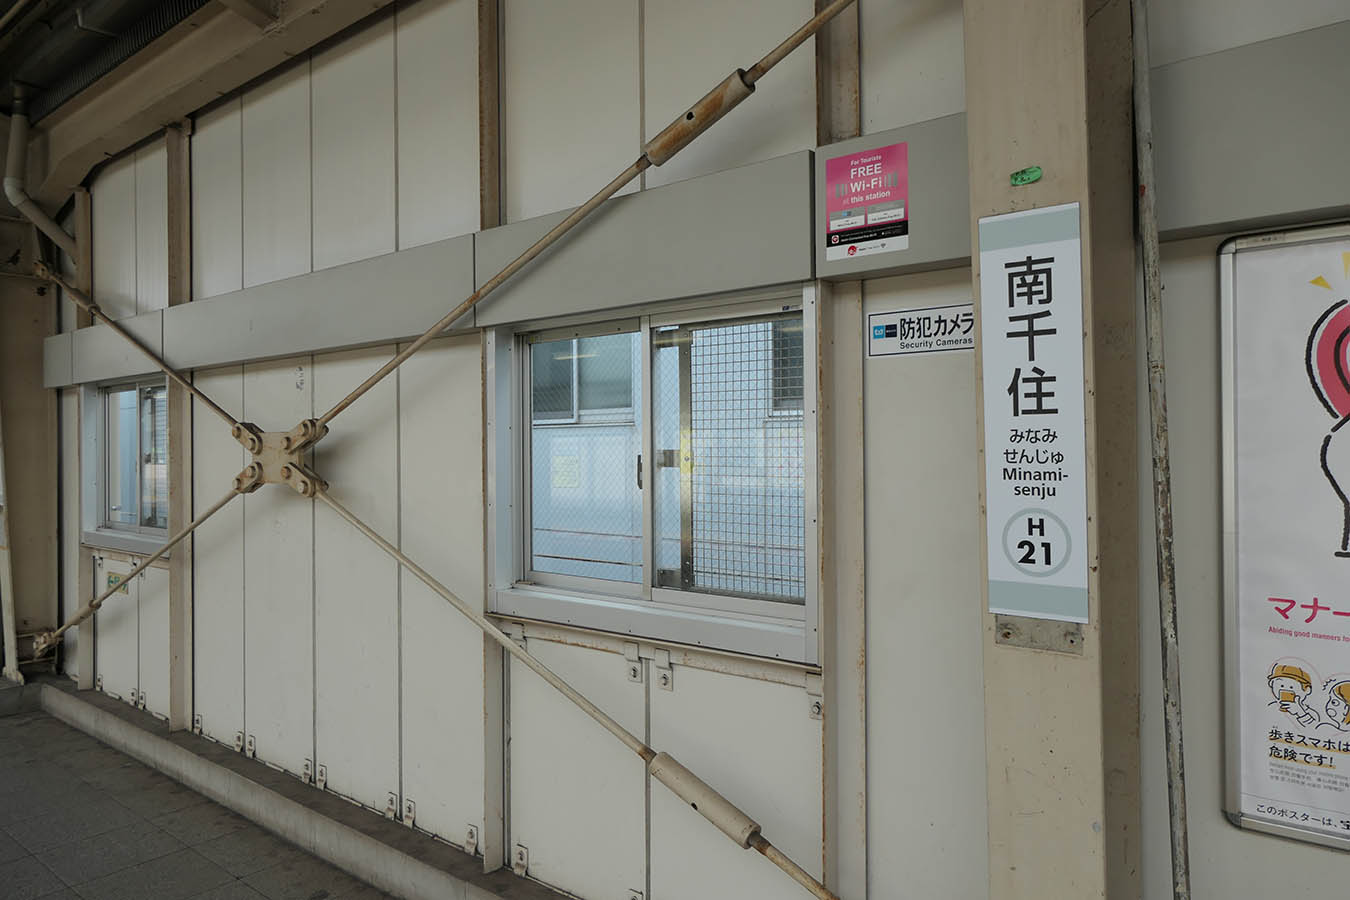 For Tourists
FREE
Wi-Fi
at this station
防犯カメラ
Security Cameras
南千住
みなみ
せんじゅ
Minami-
senju
H
21
マナー
Abiding good manners fo
歩きスマホは
危険です!
このポスターは、宝